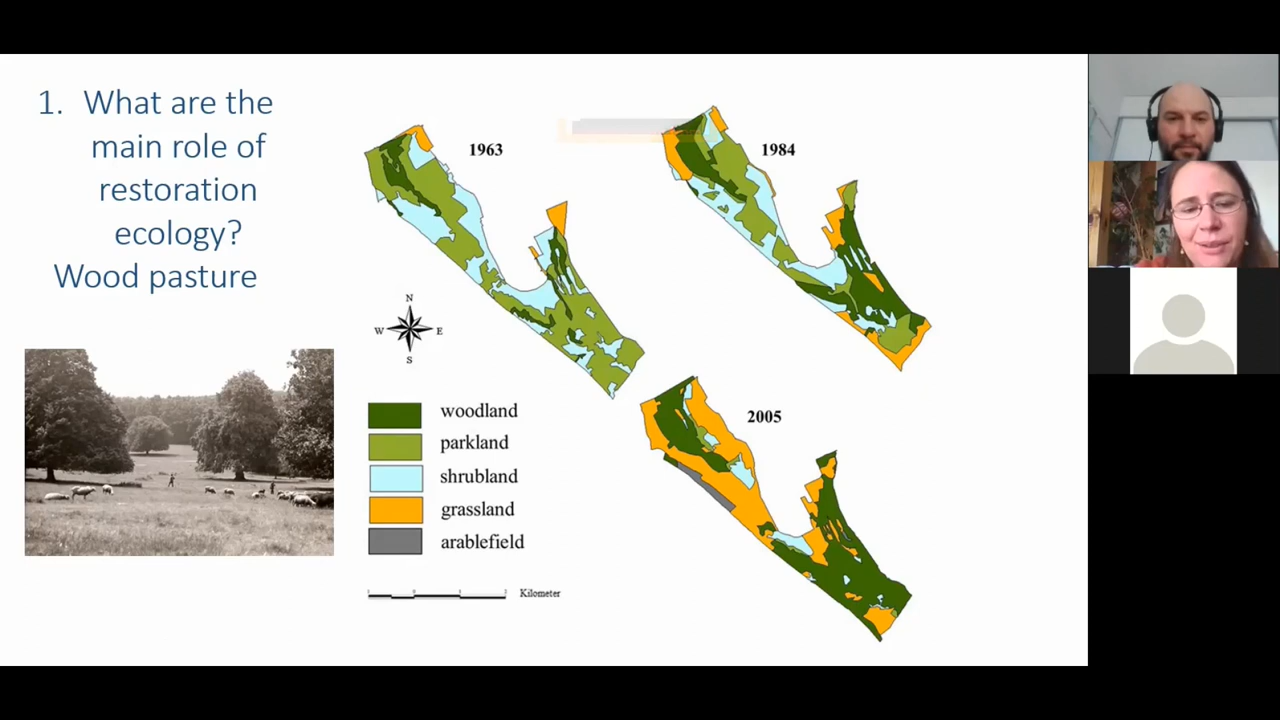 1. What are the
main role of
restoration
ecology?
Wood pasture
1963
1984
2005
N
W E
S
woodland
parkland
shrubland
grassland
arablefield
Kilometer